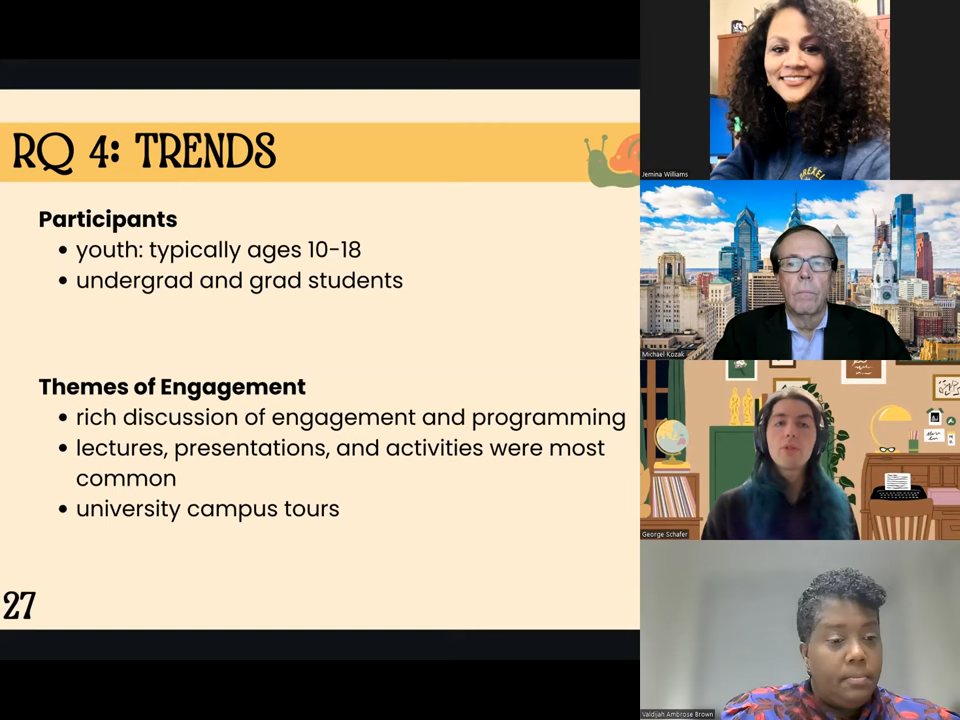 RQ 4: TRENDS
Participants
• youth: typically ages 10-18
• undergrad and grad students
Themes of Engagement
• rich discussion of engagement and programming
• lectures, presentations, and activities were most
common
• university campus tours
27
Jemina Williams
DREXEL
Michael Kozak
George Schafer
Valdijah Ambrose Brown